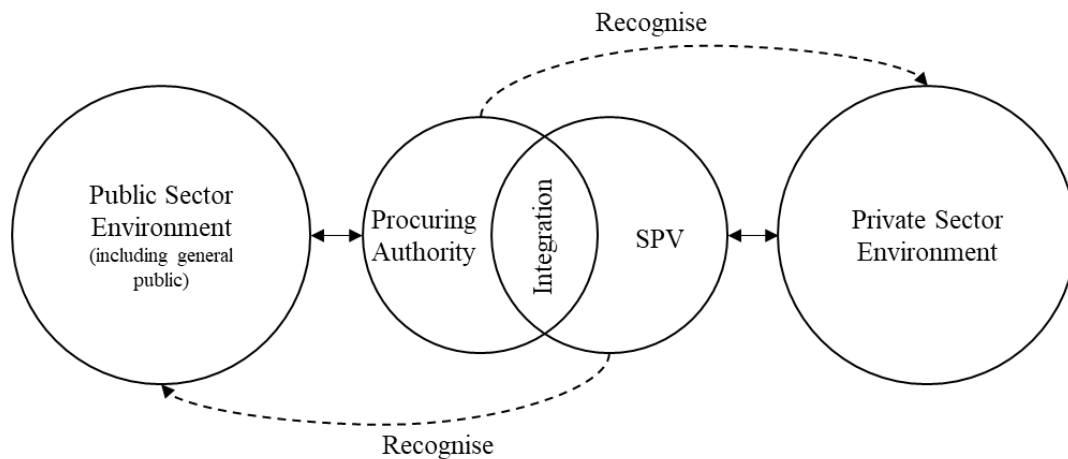 Recognise
Public Sector
Environment
(including general
public)
Procuring
Authority
Integration
SPV
Private Sector
Environment
Recognise